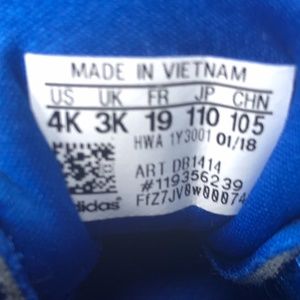 MADE IN VIETNAM
US UK FR JP CHN
4K 3K 19 110 105
HWA 1Y3001 01/18
ART DB1414
#119356239
adidas FfZ7JV0w00074